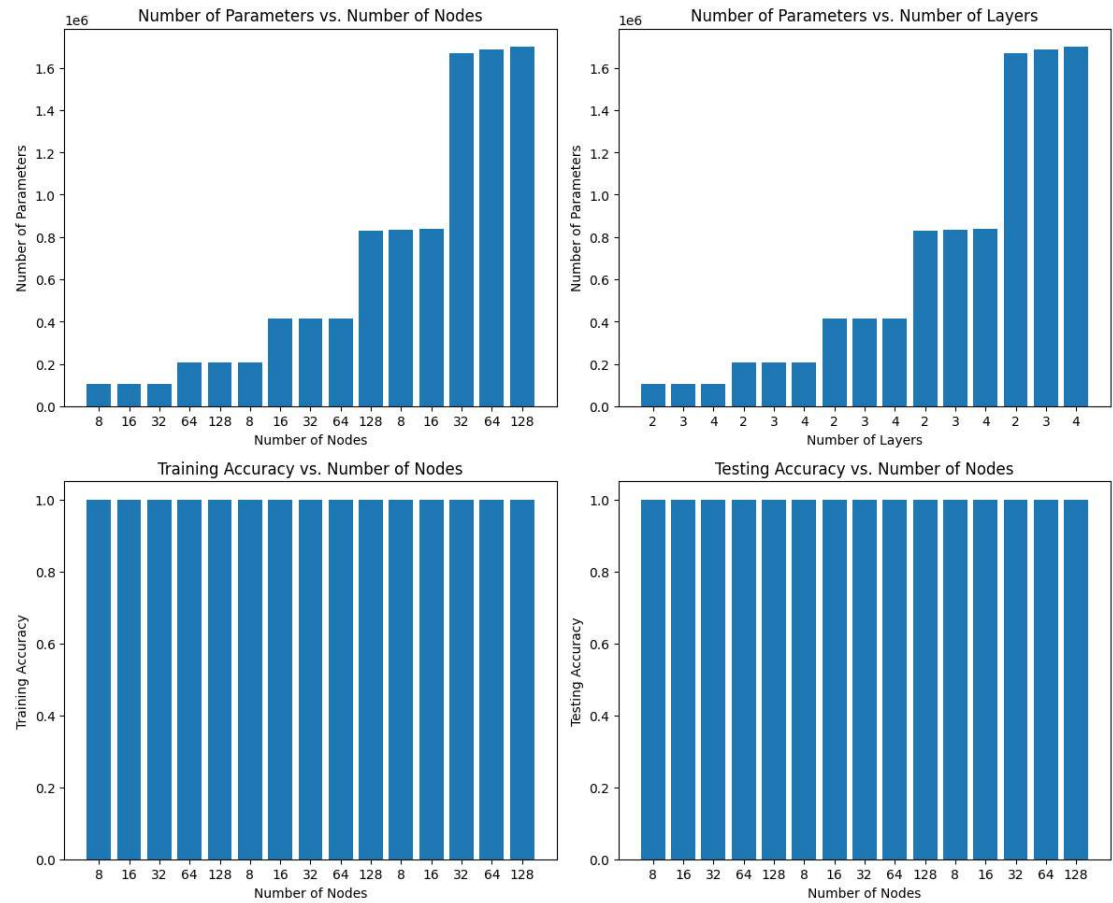 Number of Parameters vs. Number of Nodes
1e6
1.6
1.4
1.2
1.0
0.8
0.6
0.4
0.2
0.0
Number of Parameters
8 16 32 64 128 8 16 32 64 128 8 16 32 64 128
Number of Nodes
Number of Parameters vs. Number of Layers
1e6
1.6
1.4
1.2
1.0
0.8
0.6
0.4
0.2
0.0
Number of Parameters
2 3 4 2 3 4 2 3 4 2 3 4 2 3 4
Number of Layers
Training Accuracy vs. Number of Nodes
1.0
0.8
0.6
0.4
0.2
0.0
Training Accuracy
8 16 32 64 128 8 16 32 64 128 8 16 32 64 128
Number of Nodes
Testing Accuracy vs. Number of Nodes
1.0
0.8
0.6
0.4
0.2
0.0
Testing Accuracy
8 16 32 64 128 8 16 32 64 128 8 16 32 64 128
Number of Nodes